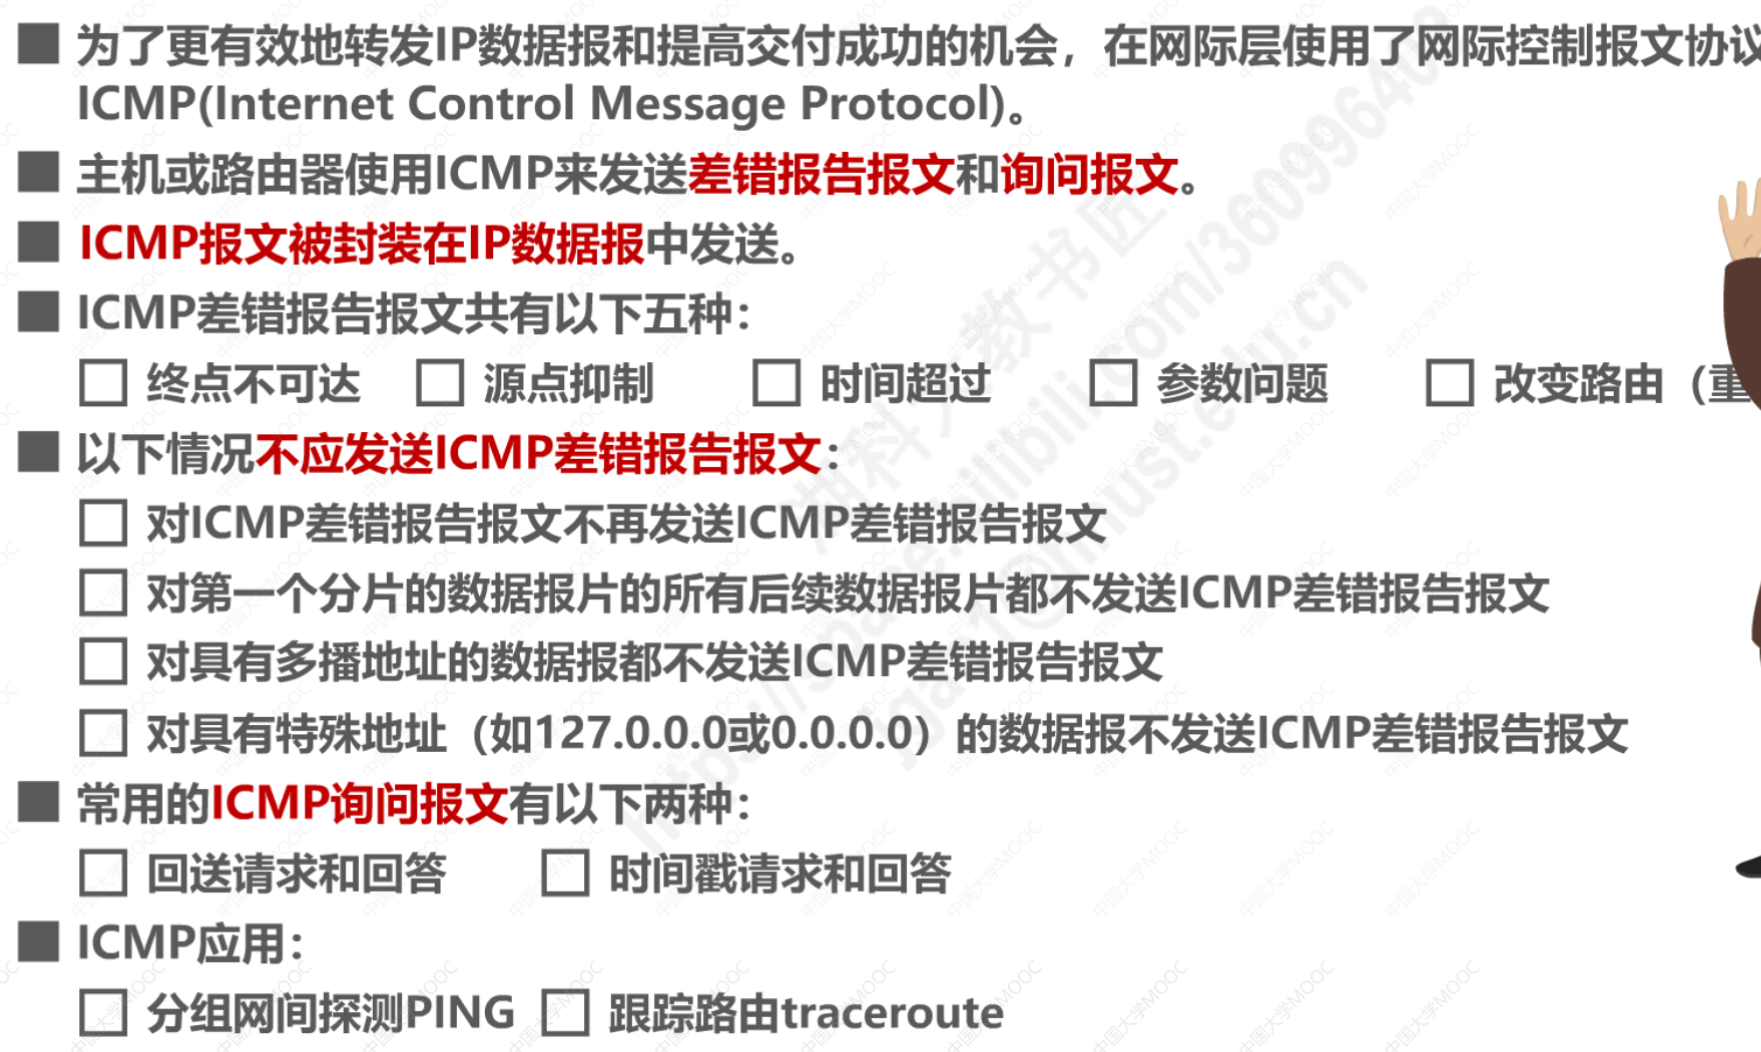 为了更有效地转发IP数据报和提高交付成功的机会，在网际层使用了网际控制报文协议
ICMP(Internet Control Message Protocol)。
主机或路由器使用ICMP来发送差错报告报文和询问报文。
ICMP报文被封装在IP数据报中发送。
ICMP差错报告报文共有以下五种：
终点不可达 源点抑制 时间超过 参数问题 改变路由（重
以下情况不应发送ICMP差错报告报文：
对ICMP差错报告报文不再发送ICMP差错报告报文
对第一个分片的数据报片的所有后续数据报片都不发送ICMP差错报告报文
对具有多播地址的数据报都不发送ICMP差错报告报文
对具有特殊地址（如127.0.0.0或0.0.0.0）的数据报不发送ICMP差错报告报文
常用的ICMP询问报文有以下两种：
回送请求和回答 时间戳请求和回答
ICMP应用：
分组网间探测PING 跟踪路由traceroute